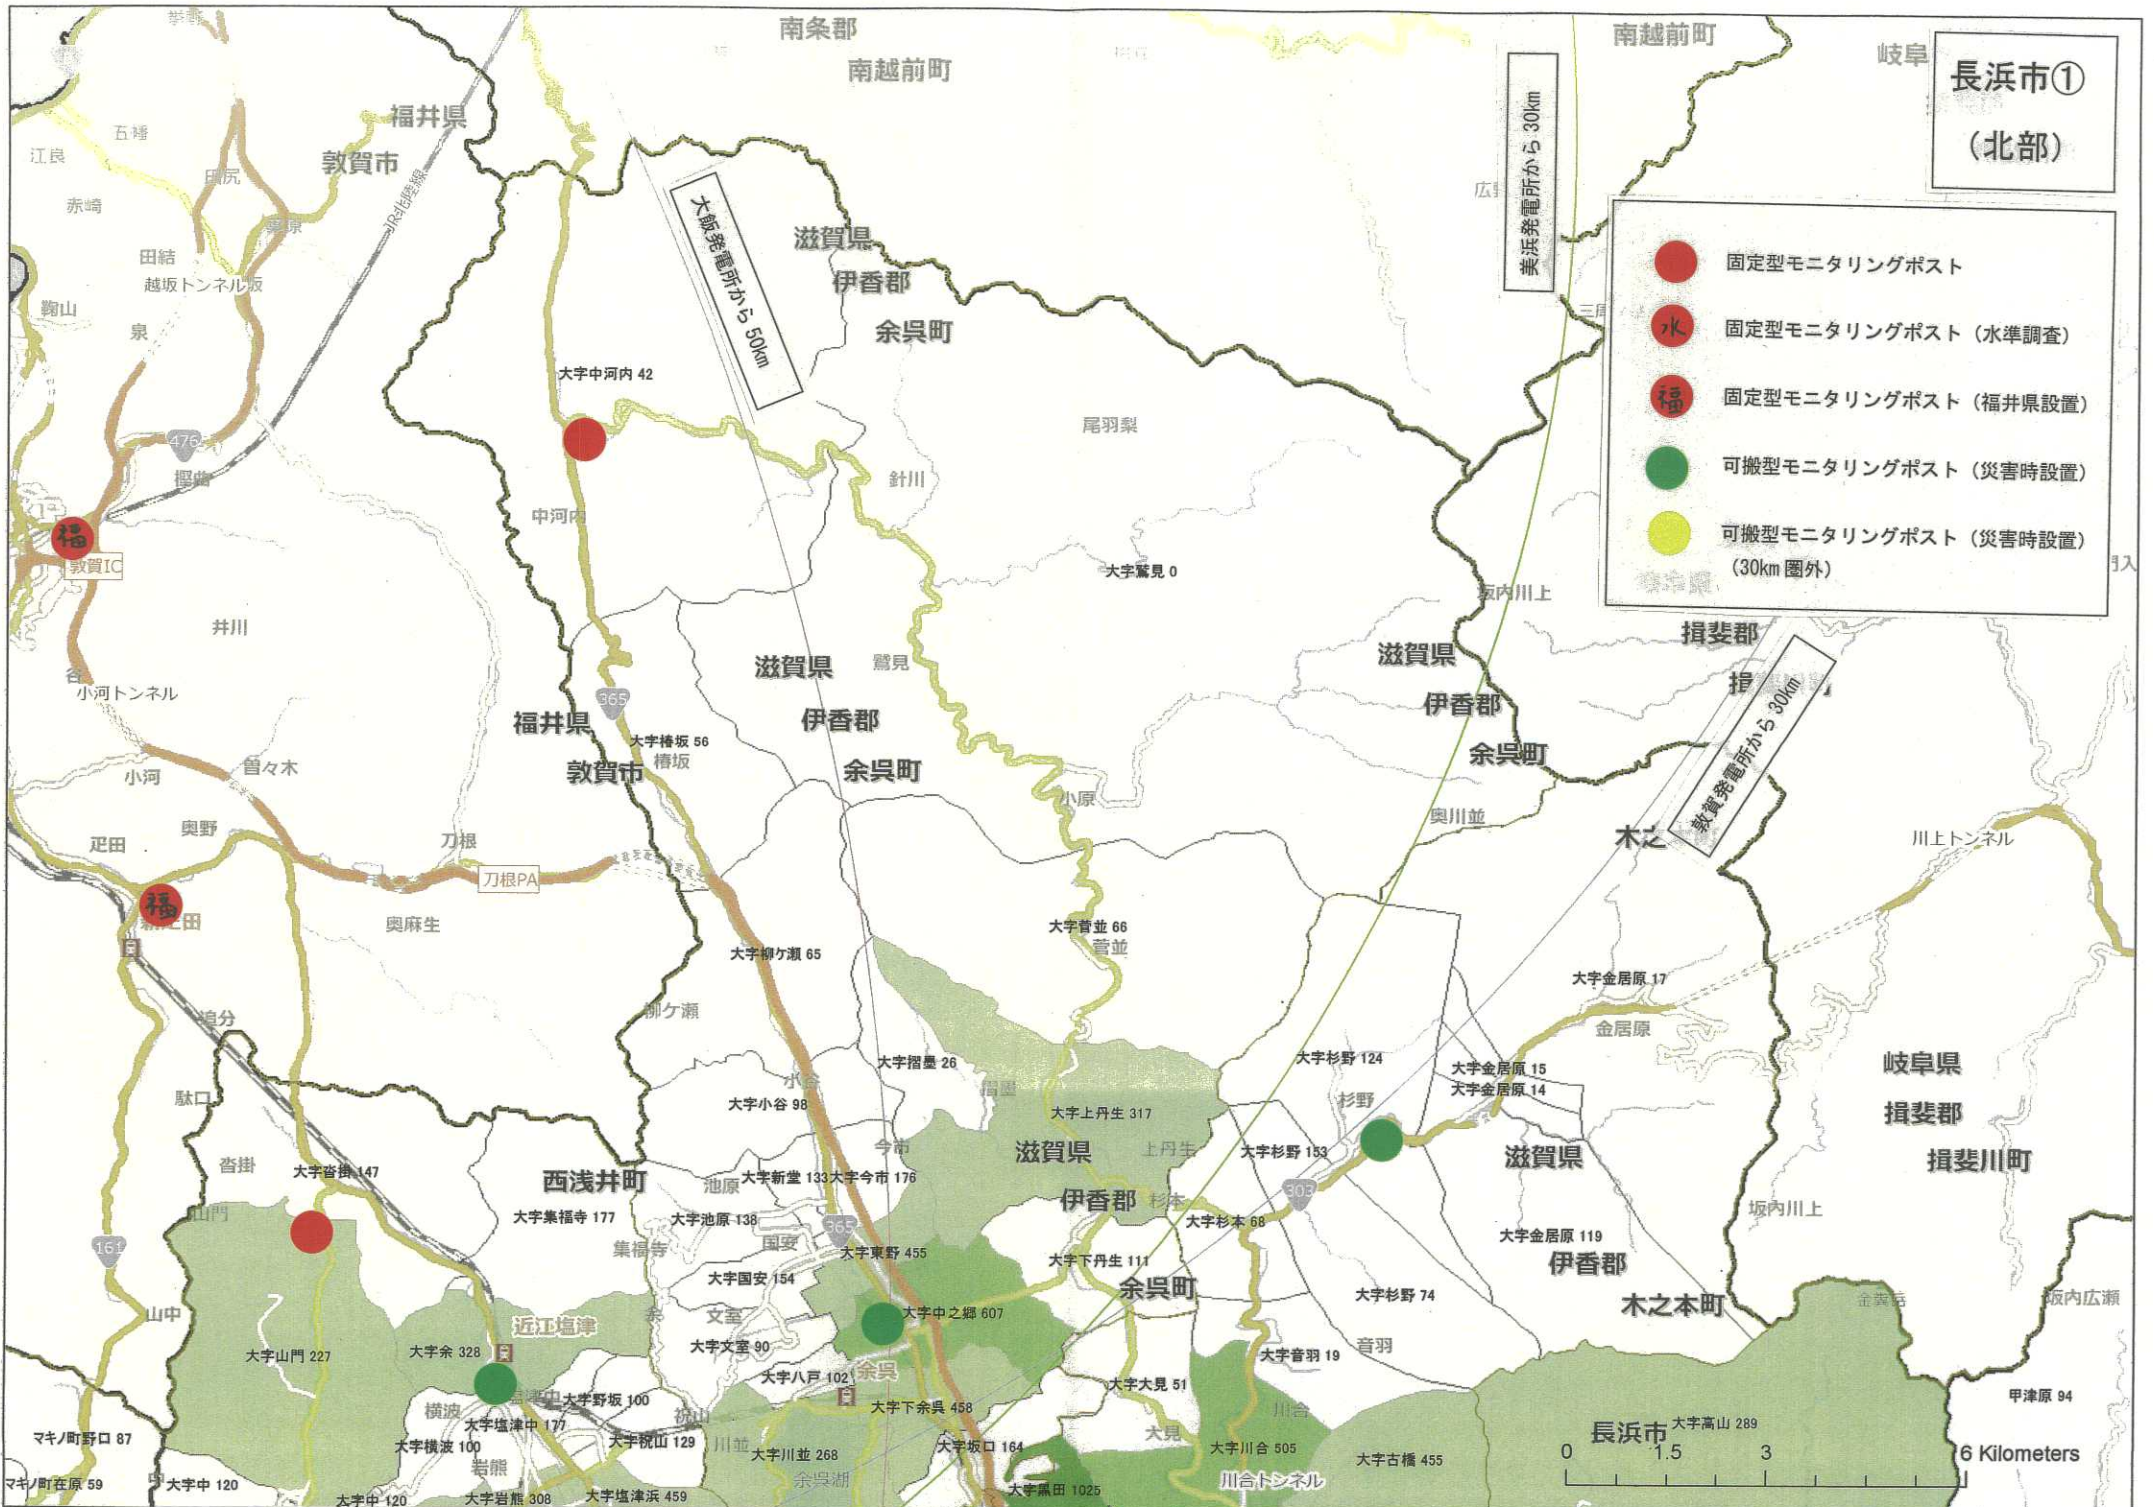 長浜市①
（北部）
固定型モニタリングポスト
水
固定型モニタリングポスト（水準調査）
福
固定型モニタリングポスト（福井県設置）
可搬型モニタリングポスト（災害時設置）
可搬型モニタリングポスト（災害時設置）
（30km圏外）
南条郡
南越前町
南越前町
岐阜
美浜発電所から 30km
大飯発電所から 50km
敦賀発電所から 30km
福井県
敦賀市
五幡
江良
田尻
赤崎
田結
越坂トンネル
鞠山
泉
JR北陸線
滋賀県
伊香郡
余呉町
大字中河内 42
尾羽梨
針川
476
中河内
福
敦賀IC
大字鷲見 0
坂内川上
揖斐郡
井川
谷
小河トンネル
滋賀県
伊香郡
余呉町
鷲見
滋賀県
伊香郡
余呉町
365
福井県
敦賀市
大字椿坂 56
椿坂
小河
曽々木
小原
奥川並
奥野
疋田
刀根
刀根PA
木之
川上トンネル
福
奥麻生
大字菅並 66
菅並
大字柳ケ瀬 65
柳ケ瀬
大字金居原 17
金居原
追分
駄口
大字摺墨 26
摺墨
小谷
大字小谷 98
大字杉野 124
大字金居原 15
大字金居原 14
杉野
大字上丹生 317
上丹生
岐阜県
揖斐郡
揖斐川町
沓掛
大字沓掛 147
西浅井町
池原
今市
大字新堂 133
大字今市 176
滋賀県
伊香郡
余呉町
大字杉野 153
滋賀県
伊香郡
木之本町
303
杉本
大字杉本 68
坂内川上
山門
大字集福寺 177
集福寺
大字池原 138
国安
365
大字東野 455
大字国安 154
大字下丹生 111
大字金居原 119
161
山中
文室
大字文室 90
大字中之郷 607
大字杉野 74
音羽
大字音羽 19
金糞岳
坂内広瀬
近江塩津
余
大字山門 227
大字余 328
余呉
大字八戸 102
大字野坂 100
大字大見 51
横波
大字塩津中 177
大字下余呉 458
大見
川合
甲津原 94
マキノ町野口 87
大字横波 100
大字祝山 129
祝山
川並
大字川並 268
大字坂口 164
大字川合 505
大字古橋 455
長浜市
大字高山 289
マキノ町在原 59
大字中 120
大字中 120
岩熊
大字岩熊 308
大字塩津浜 459
余呉湖
大字黒田 1025
川合トンネル
0 1.5 3 6 Kilometers